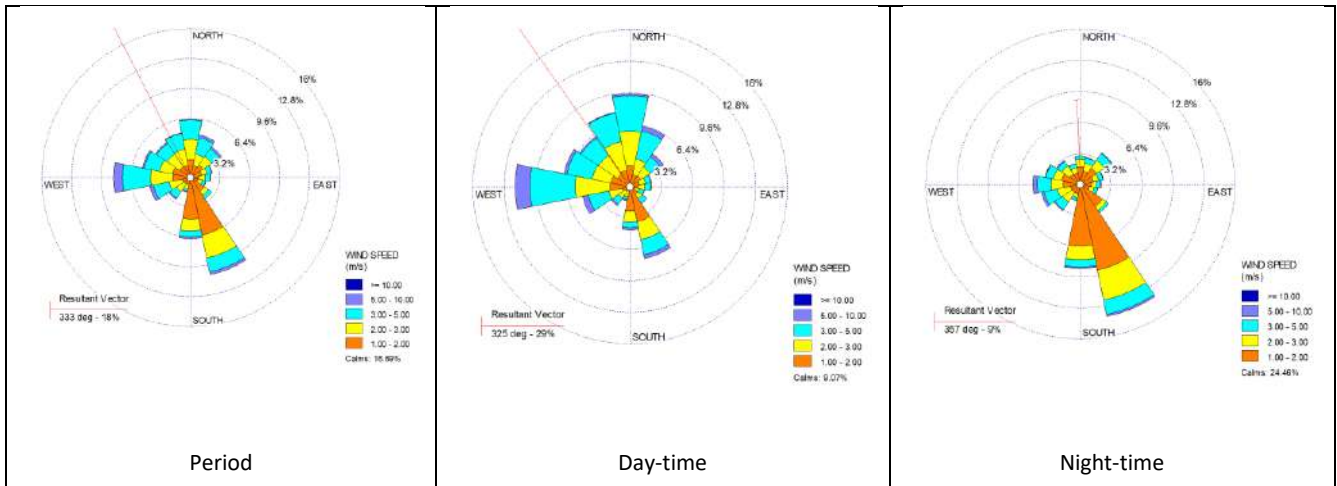 NORTH
16%
12.8%
9.6%
6.4%
3.2%
WEST
EAST
SOUTH
WIND SPEED
(m/s)
>= 10.00
5.00 - 10.00
3.00 - 5.00
2.00 - 3.00
1.00 - 2.00
Resultant Vector
333 deg - 18%
Period
NORTH
16%
12.8%
9.6%
6.4%
3.2%
WEST
EAST
SOUTH
WIND SPEED
(m/s)
>= 10.00
5.00 - 10.00
3.00 - 5.00
2.00 - 3.00
1.00 - 2.00
Calms: 9.07%
Resultant Vector
325 deg - 29%
Day-time
NORTH
16%
12.8%
9.6%
6.4%
3.2%
WEST
EAST
SOUTH
WIND SPEED
(m/s)
>= 10.00
5.00 - 10.00
3.00 - 5.00
2.00 - 3.00
1.00 - 2.00
Calms: 24.46%
Resultant Vector
357 deg - 9%
Night-time